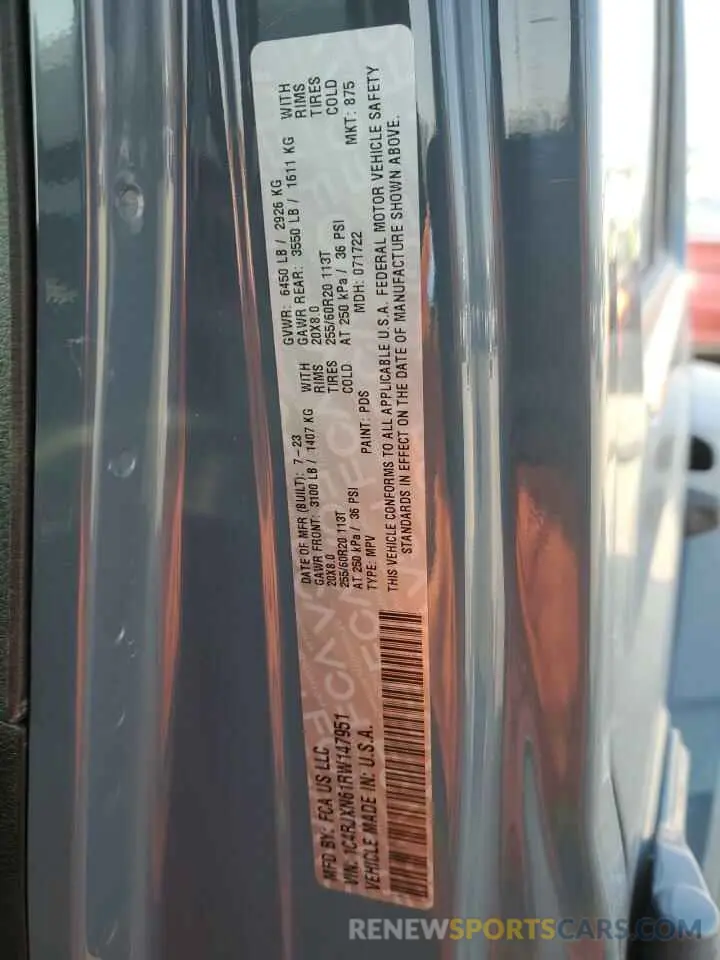 MFD BY: FCA US LLC
DATE OF MFR (BUILT): 7-23
GVWR: 6450 LB / 2926 KG
GAWR FRONT: 3100 LB / 1407 KG WITH
GAWR REAR: 3550 LB / 1611 KG WITH
20X8.0 RIMS
20X8.0 RIMS
255/60R20 113T TIRES
255/60R20 113T TIRES
AT 250 kPa / 36 PSI COLD
AT 250 kPa / 36 PSI COLD
VIN: 1C4RJXN61RW147951
TYPE: MPV
PAINT: PDS
MDH: 071722
MKT: 875
VEHICLE MADE IN: U.S.A.
THIS VEHICLE CONFORMS TO ALL APPLICABLE U.S.A. FEDERAL MOTOR VEHICLE SAFETY
STANDARDS IN EFFECT ON THE DATE OF MANUFACTURE SHOWN ABOVE.
RENEWSPORTSCARS.COM